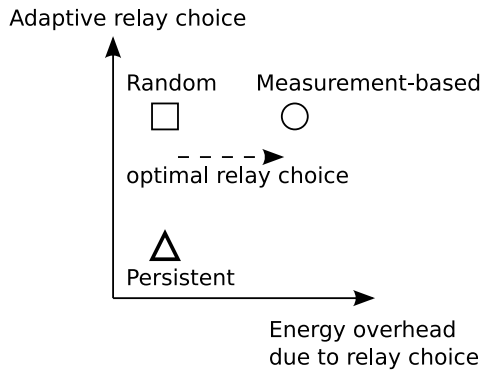 Adaptive relay choice
Random
Measurement-based
optimal relay choice
Persistent
Energy overhead
due to relay choice